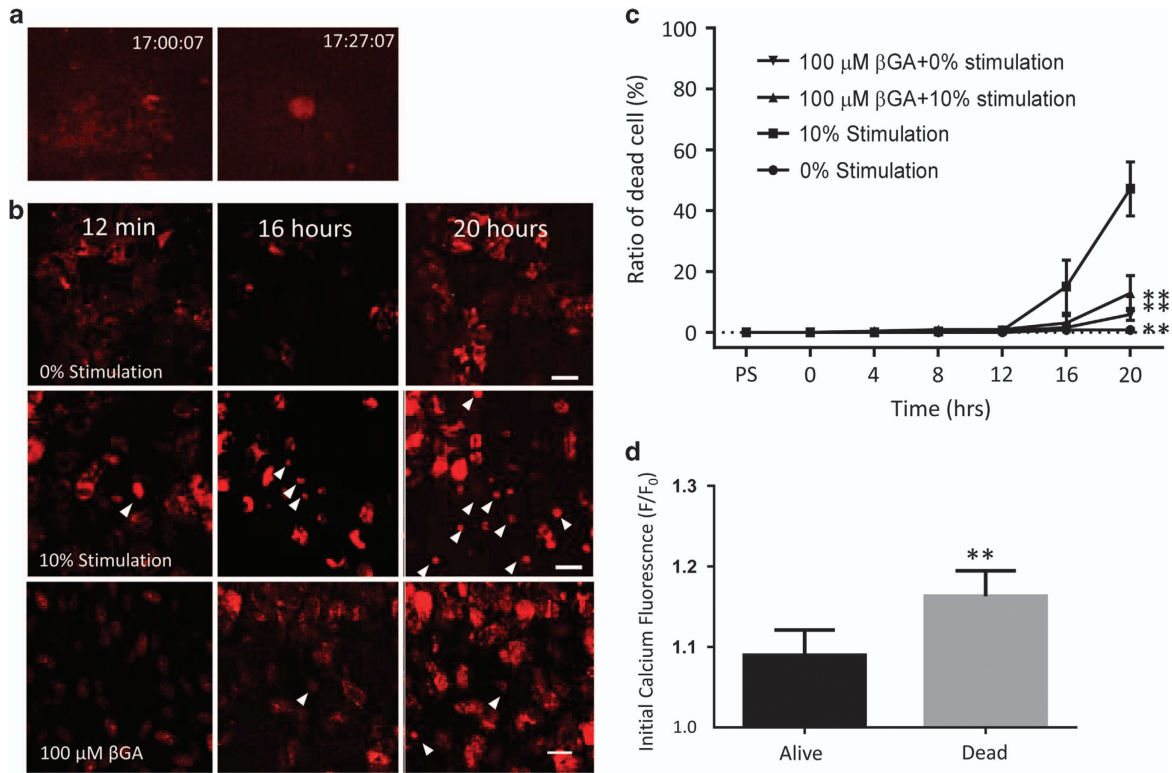 a
17:00:07
17:27:07
b
12 min
16 hours
20 hours
0% Stimulation
10% Stimulation
100 μM βGA
c
Ratio of dead cell (%)
100
80
60
40
20
0
100 μM βGA+0% stimulation
100 μM βGA+10% stimulation
10% Stimulation
0% Stimulation
**
**
**
PS 0 4 8 12 16 20
Time (hrs)
d
Initial Calcium Fluorescnce (F/F0)
1.3
1.2
1.1
1.0
**
Alive Dead